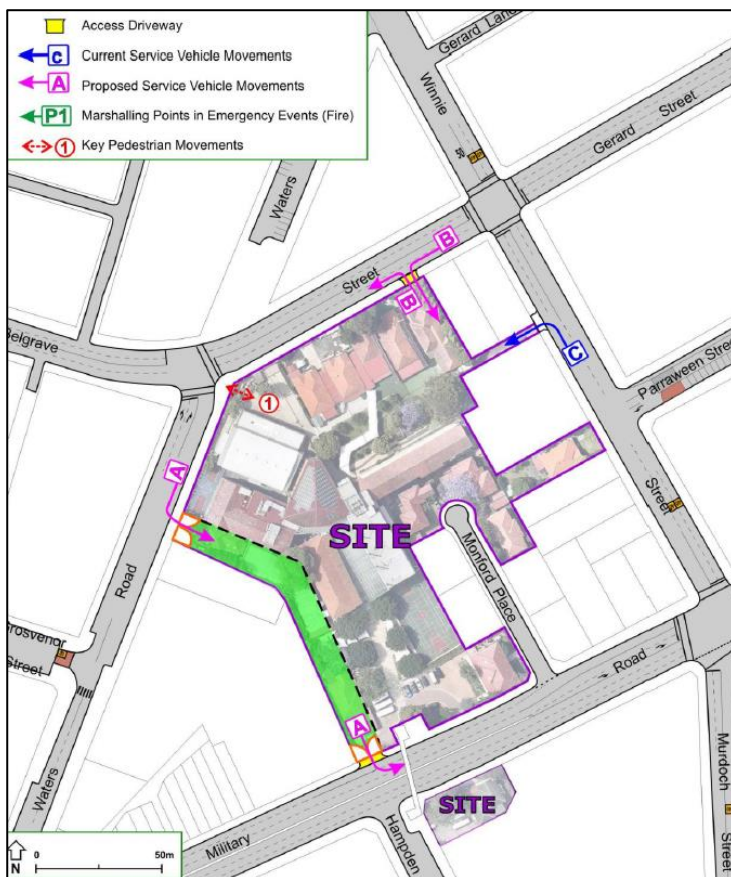 Access Driveway
C Current Service Vehicle Movements
A Proposed Service Vehicle Movements
P1 Marshalling Points in Emergency Events (Fire)
1 Key Pedestrian Movements
Gerard Lane
Winnie
Gerard Street
Waters
B
Street
B
C
Belgrave
Parraween Street
1
A
SITE
Monford Place
Street
Road
Grosvenor
Street
Road
A
Waters
SITE
Murdoch
Street
Military
Hampden
N
0 50m